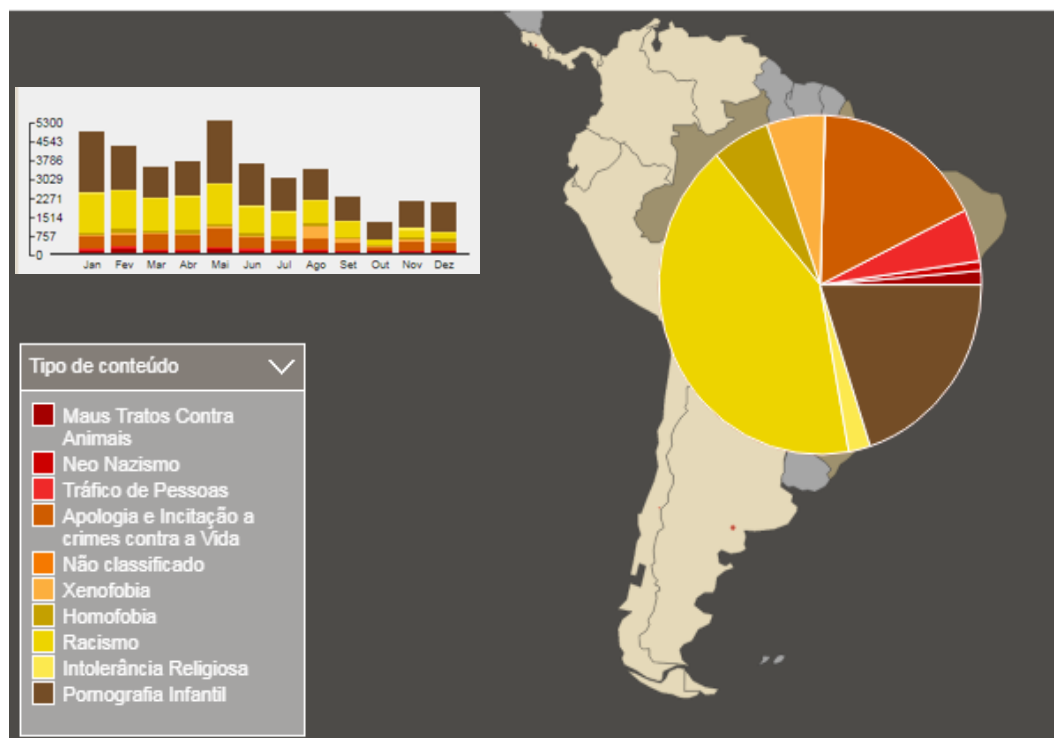 5300
4543
3786
3029
2271
1514
757
0
Jan Fev Mar Abr Mai Jun Jul Ago Set Out Nov Dez
Tipo de conteúdo
Maus Tratos Contra
Animais
Neo Nazismo
Tráfico de Pessoas
Apologia e Incitação a
crimes contra a Vida
Não classificado
Xenofobia
Homofobia
Racismo
Intolerância Religiosa
Pornografia Infantil